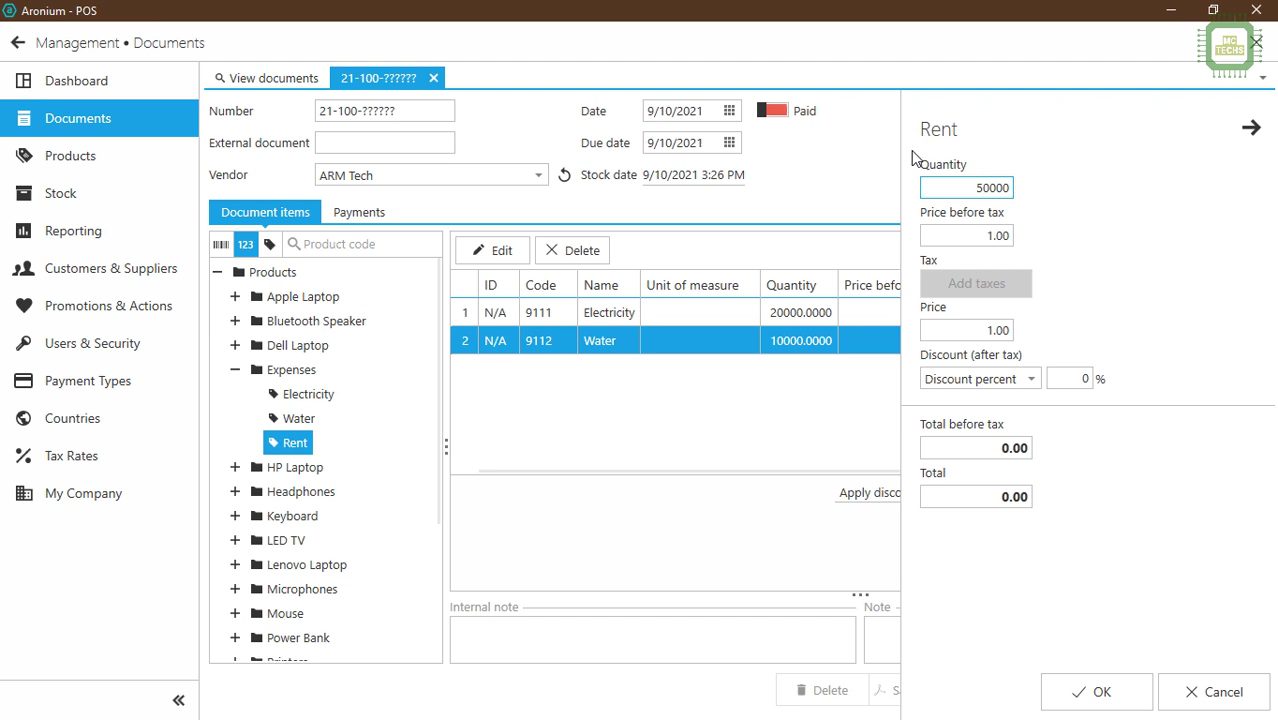 Aronium - POS
Management • Documents
MC
TECHS
Dashboard
Documents
Products
Stock
Reporting
Customers & Suppliers
Promotions & Actions
Users & Security
Payment Types
Countries
Tax Rates
My Company
View documents
21-100-??????
Number 21-100-??????
External document
Vendor ARM Tech
Date 9/10/2021 Paid
Due date 9/10/2021
Stock date 9/10/2021 3:26 PM
Document items Payments
123 Product code
Products
Apple Laptop
Bluetooth Speaker
Dell Laptop
Expenses
Electricity
Water
Rent
HP Laptop
Headphones
Keyboard
LED TV
Lenovo Laptop
Microphones
Mouse
Power Bank
Edit Delete
ID Code Name Unit of measure Quantity Price befo
1 N/A 9111 Electricity 20000.0000
2 N/A 9112 Water 10000.0000
Apply disco
Internal note
Note
Delete
Rent
Quantity
50000
Price before tax
1.00
Tax
Add taxes
Price
1.00
Discount (after tax)
Discount percent 0 %
Total before tax
0.00
Total
0.00
OK Cancel